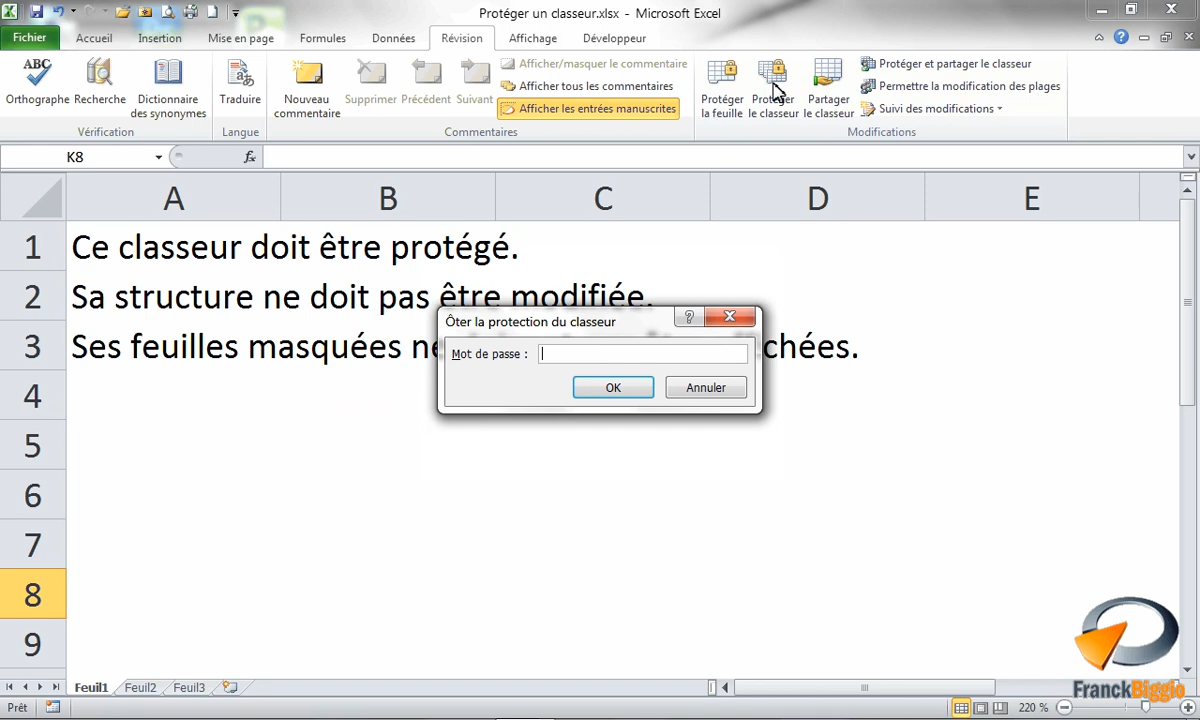 Protéger un classeur.xlsx - Microsoft Excel
Fichier Accueil Insertion Mise en page Formules Données Révision Affichage Développeur
ABC
Orthographe Recherche Dictionnaire des synonymes
Vérification
Traduire
Langue
Nouveau commentaire Supprimer Précédent Suivant
Afficher/masquer le commentaire
Afficher tous les commentaires
Afficher les entrées manuscrites
Commentaires
Protéger la feuille Protéger le classeur Partager le classeur
Protéger et partager le classeur
Permettre la modification des plages
Suivi des modifications
Modifications
K8 fx
A B C D E
1 Ce classeur doit être protégé.
2 Sa structure ne doit pas être modifiée.
3 Ses feuilles masquées ne chées.
Ôter la protection du classeur
Mot de passe :
OK Annuler
4
5
6
7
8
9
Feuil1 Feuil2 Feuil3
Prêt 220 %
FranckBiggio